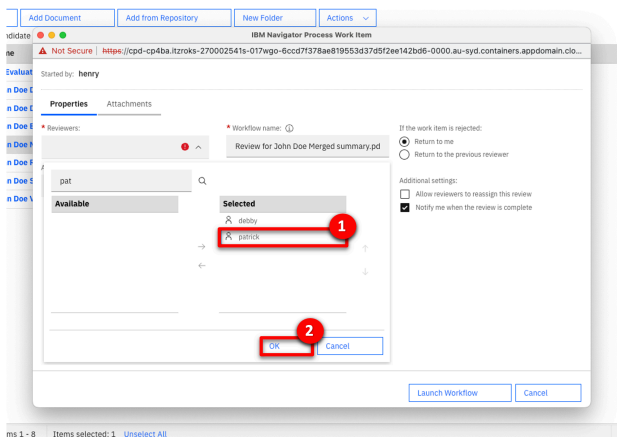 Add Document
Add from Repository
New Folder
Actions
ndidate
IBM Navigator Process Work Item
me
Not Secure | https://cpd-cp4ba.itzroks-270002541s-017wgo-6ccd7f378ae819553d37d5f2ee142bd6-0000.au-syd.containers.appdomain.clo...
Evaluat
Started by: henry
n Doe D
n Doe D
Properties
Attachments
n Doe E
* Reviewers:
* Workflow name:
If the work item is rejected:
n Doe M
Review for John Doe Merged summary.pd
Return to me
Return to the previous reviewer
n Doe R
n Doe S
pat
Additional settings:
Allow reviewers to reassign this review
n Doe V
Available
Selected
Notify me when the review is complete
debby
1
patrick
2
OK
Cancel
Launch Workflow
Cancel
ms 1 - 8
Items selected: 1
Unselect All